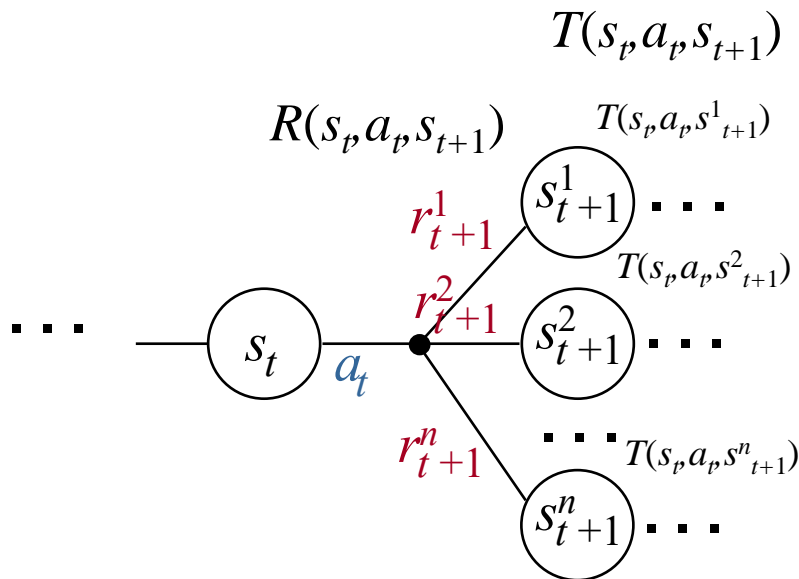 T(s_t, a_t, s_{t+1})
R(s_t, a_t, s_{t+1})
T(s_t, a_t, s^1_{t+1})
s^1_{t+1}
. . .
r^1_{t+1}
T(s_t, a_t, s^2_{t+1})
r^2_{t+1}
. . .
s_t
a_t
s^2_{t+1}
. . .
. . .
r^n_{t+1}
T(s_t, a_t, s^n_{t+1})
s^n_{t+1}
. . .